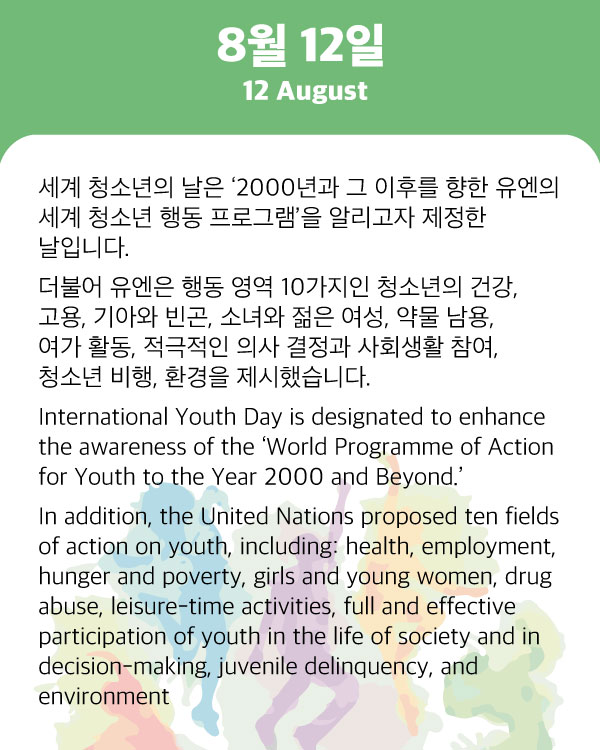 8월 12일
12 August
세계 청소년의 날은 ‘2000년과 그 이후를 향한 유엔의
세계 청소년 행동 프로그램’을 알리고자 제정한
날입니다.
더불어 유엔은 행동 영역 10가지인 청소년의 건강,
고용, 기아와 빈곤, 소녀와 젊은 여성, 약물 남용,
여가 활동, 적극적인 의사 결정과 사회생활 참여,
청소년 비행, 환경을 제시했습니다.
International Youth Day is designated to enhance
the awareness of the ‘World Programme of Action
for Youth to the Year 2000 and Beyond.’
In addition, the United Nations proposed ten fields
of action on youth, including: health, employment,
hunger and poverty, girls and young women, drug
abuse, leisure-time activities, full and effective
participation of youth in the life of society and in
decision-making, juvenile delinquency, and
environment